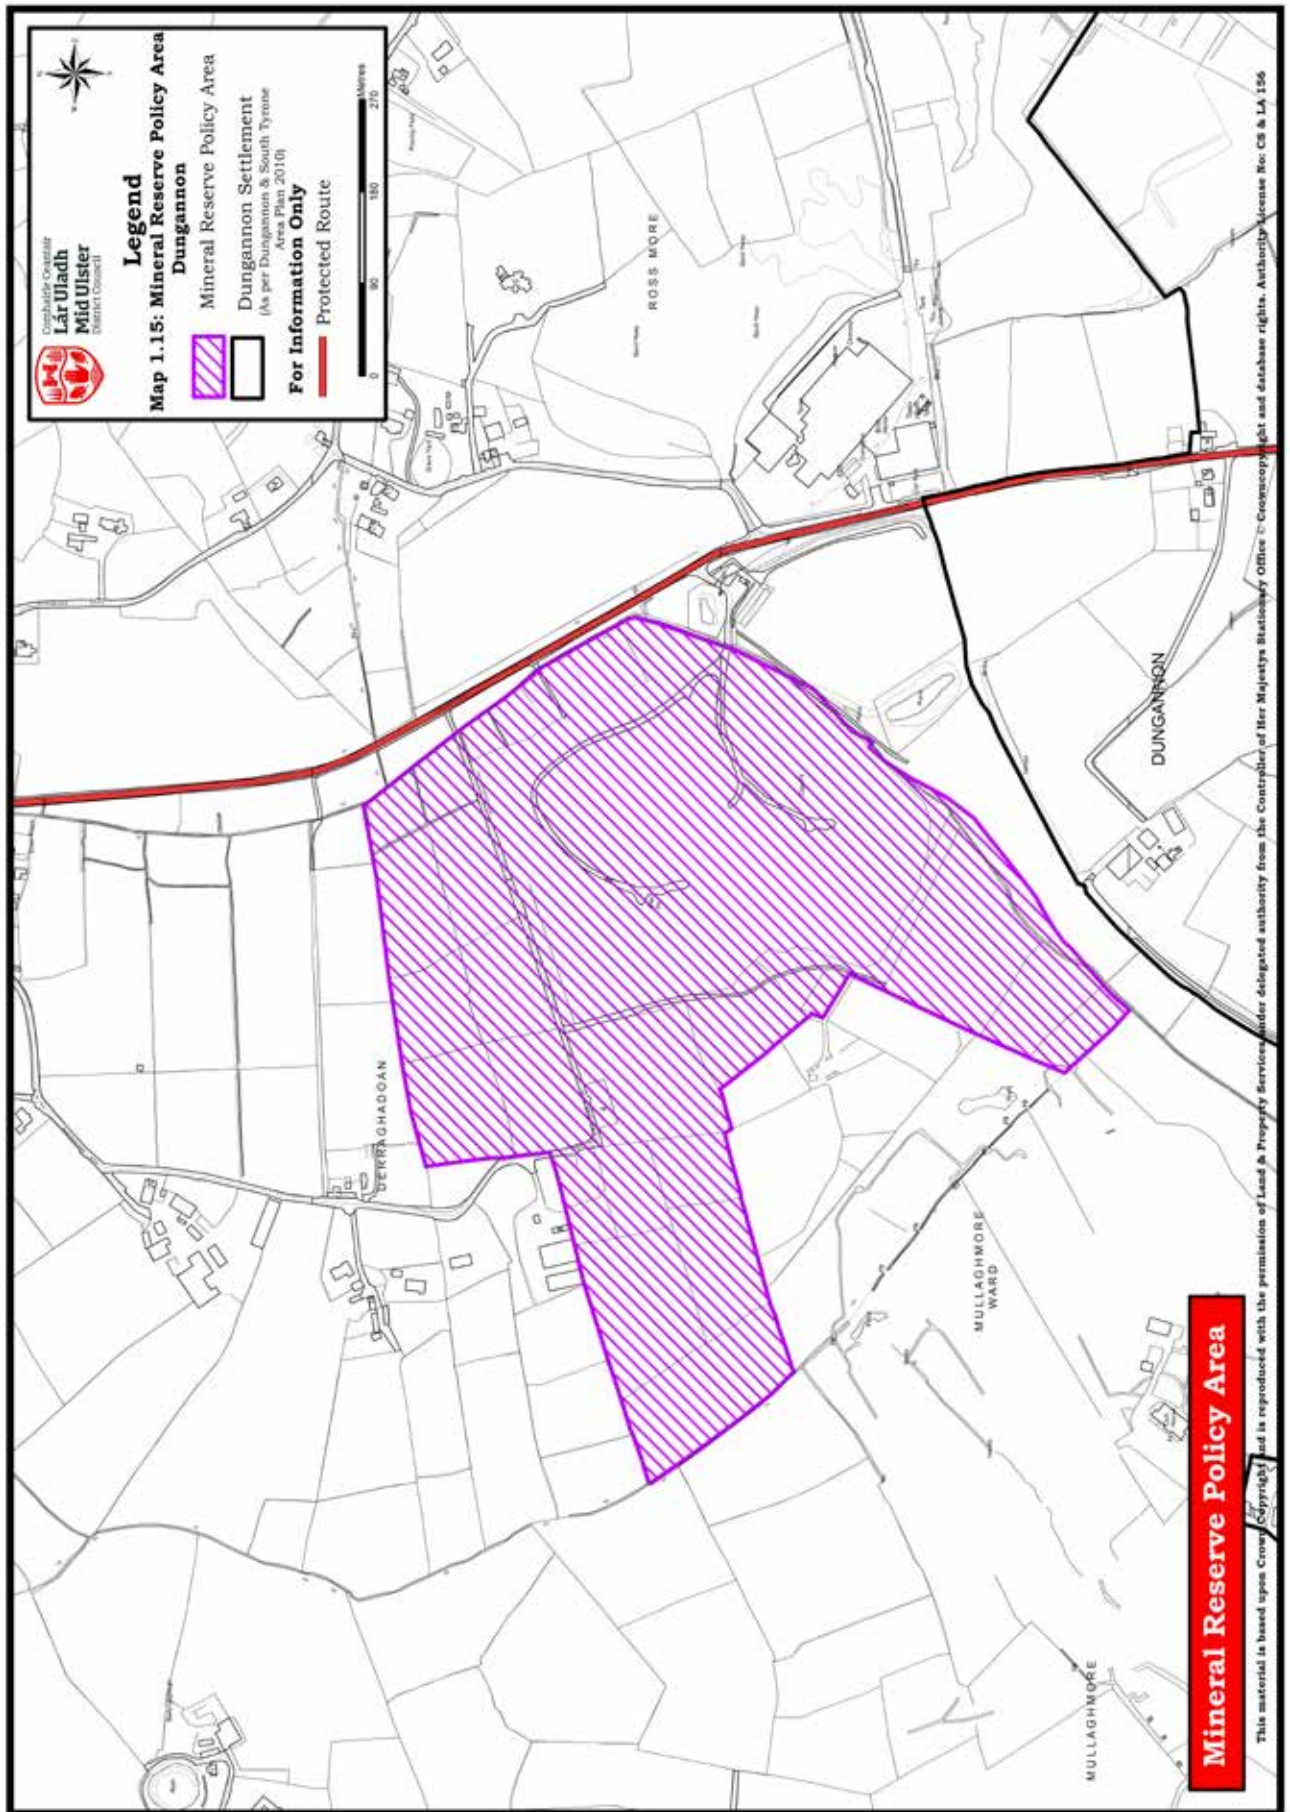 Comhairle Ceantair
Lár Uladh
Mid Ulster
District Council
Legend
Map 1.15: Mineral Reserve Policy Area
Dungannon
Mineral Reserve Policy Area
Dungannon Settlement
(As per Dungannon & South Tyrone
Area Plan 2010)
For Information Only
Protected Route
0 90 180 270
Metres
ROSS MORE
DERRAGHADOAN
DUNGANNON
MULLAGHMORE
WARD
MULLAGHMORE
Mineral Reserve Policy Area
This material is based upon Crown Copyright and is reproduced with the permission of Land & Property Services under delegated authority from the Controller of Her Majestys Stationary Office © Crown copyright and database rights. Authority License No: CS & LA 156